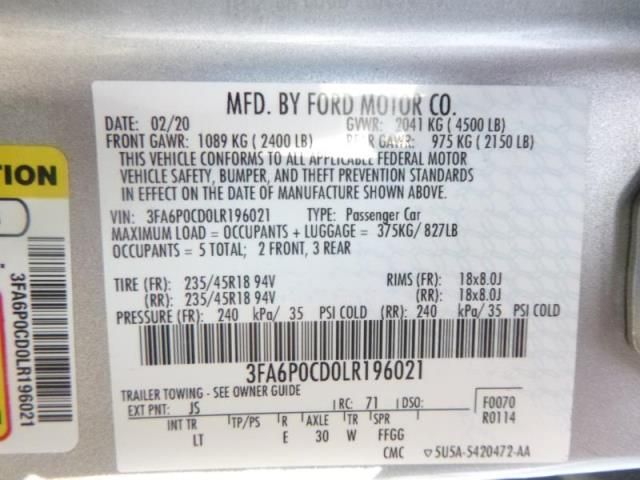 MFD. BY FORD MOTOR CO.
DATE: 02/20 GVWR: 2041 KG ( 4500 LB)
FRONT GAWR: 1089 KG ( 2400 LB) REAR GAWR: 975 KG ( 2150 LB)
THIS VEHICLE CONFORMS TO ALL APPLICABLE FEDERAL MOTOR
VEHICLE SAFETY, BUMPER, AND THEFT PREVENTION STANDARDS
IN EFFECT ON THE DATE OF MANUFACTURE SHOWN ABOVE.
VIN: 3FA6P0CD0LR196021 TYPE: Passenger Car
MAXIMUM LOAD = OCCUPANTS + LUGGAGE = 375KG/ 827LB
OCCUPANTS = 5 TOTAL; 2 FRONT, 3 REAR
TIRE (FR): 235/45R18 94V RIMS (FR): 18x8.0J
(RR): 235/45R18 94V (RR): 18x8.0J
PRESSURE (FR): 240 kPa/ 35 PSI COLD (RR): 240 kPa/ 35 PSI COLD
3FA6P0CD0LR196021
TRAILER TOWING - SEE OWNER GUIDE
EXT PNT: JS RC: 71 DSO: F0070
R0114
INT TR TP/PS R AXLE TR SPR
LT E 30 W FFGG
CMC 5U5A-5420472-AA
TION
3FA6P0CD0LR196021